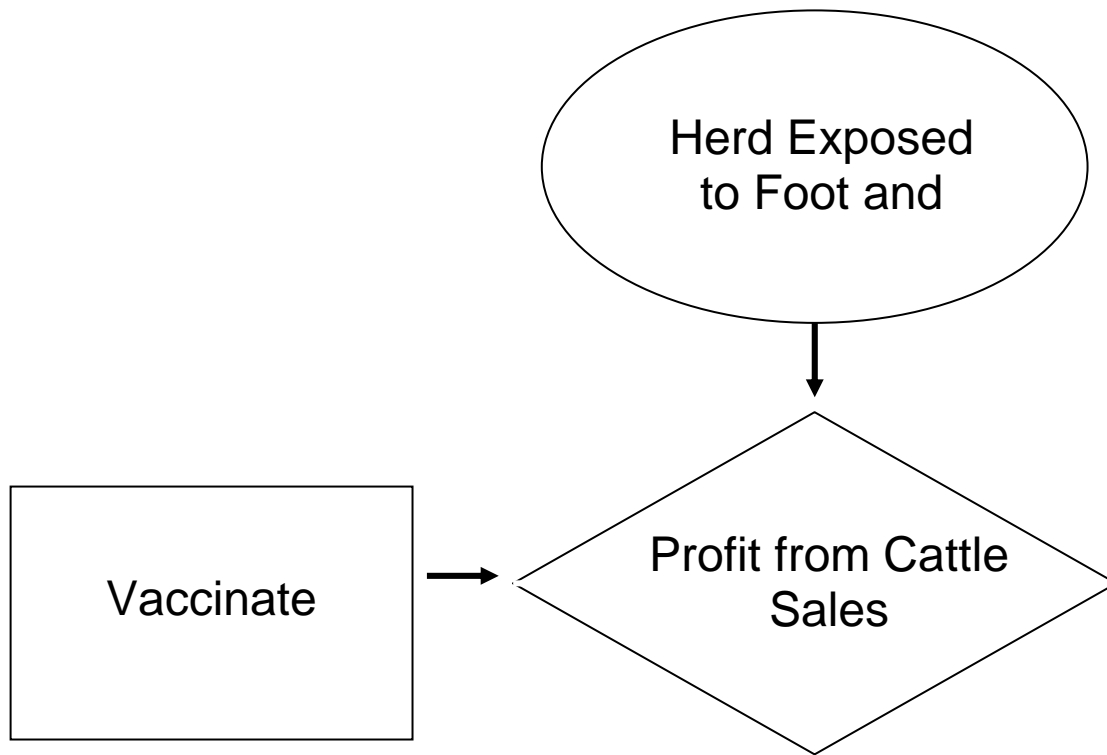 Herd Exposed
to Foot and
Vaccinate
Profit from Cattle
Sales